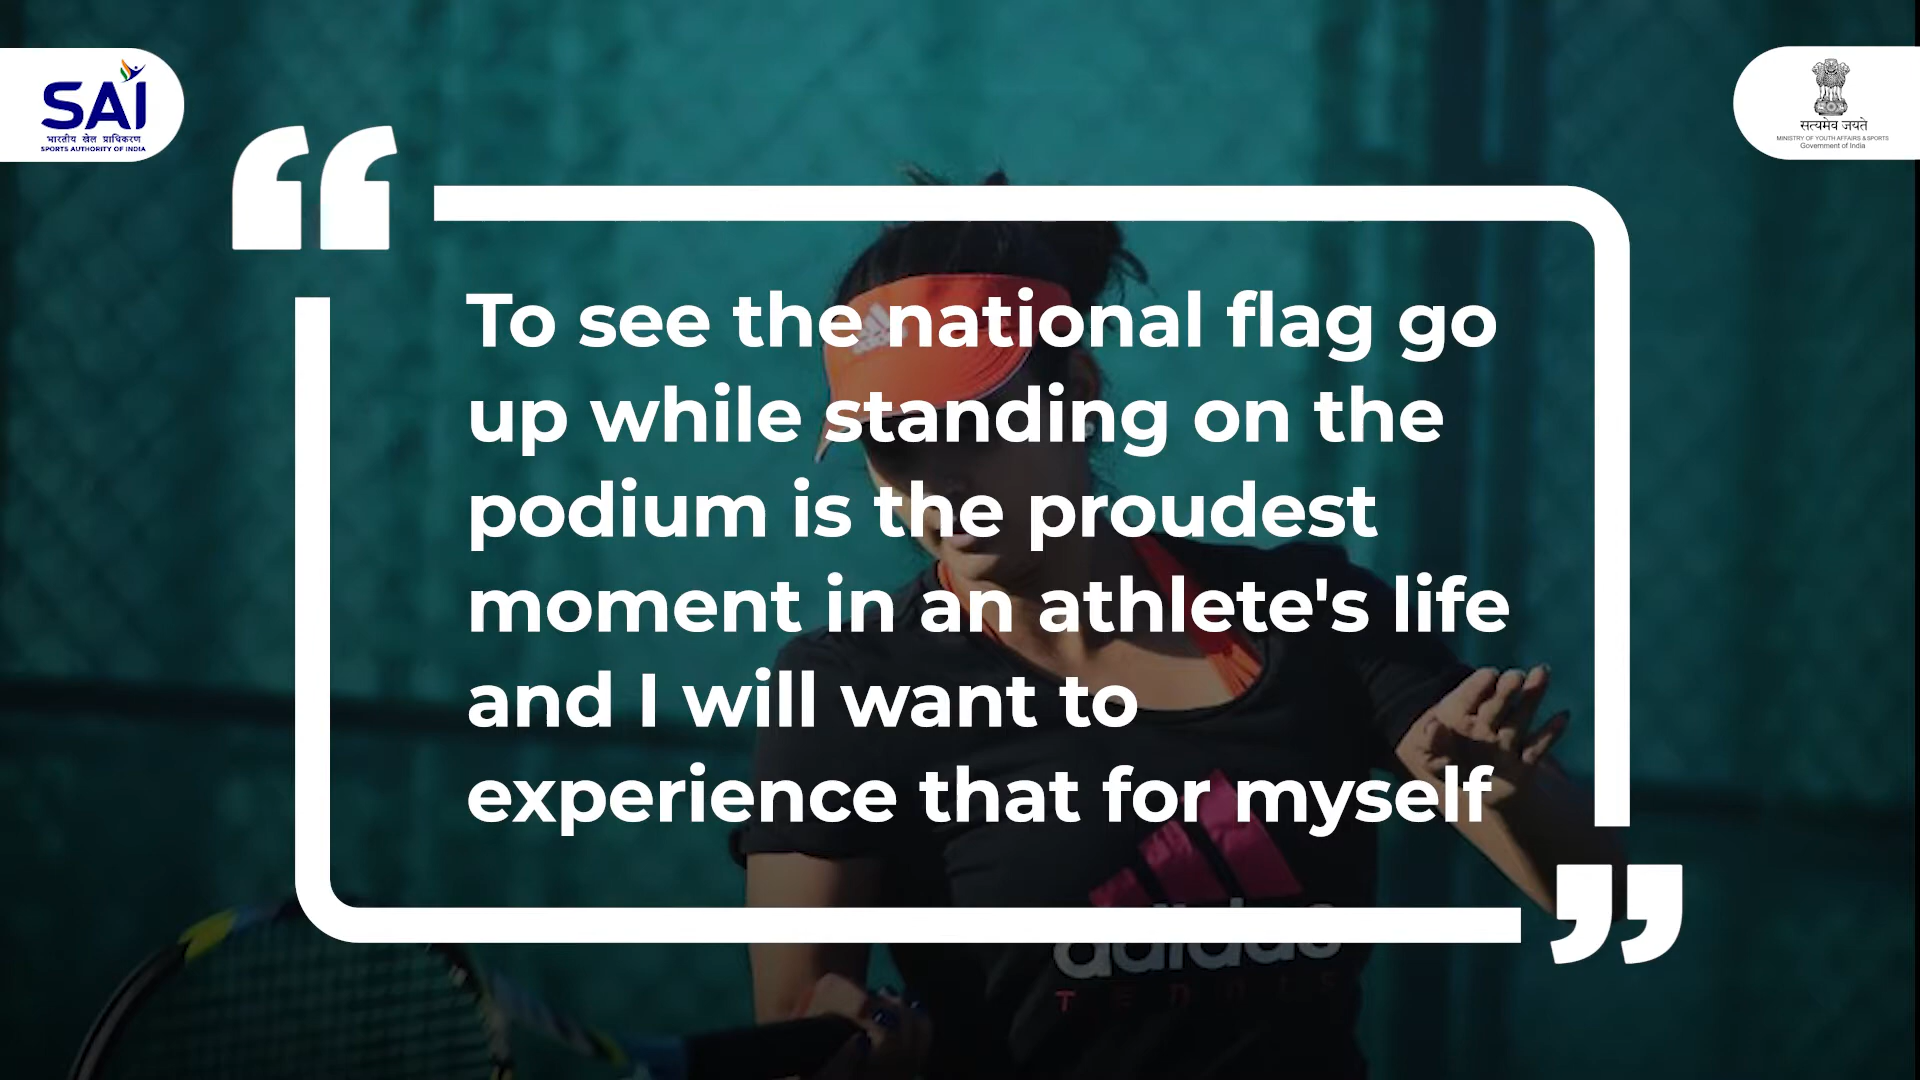 SAI
भारतीय खेल प्राधिकरण
SPORTS AUTHORITY OF INDIA
सत्यमेव जयते
MINISTRY OF YOUTH AFFAIRS & SPORTS
Government of India
“
To see the national flag go
up while standing on the
podium is the proudest
moment in an athlete's life
and I will want to
experience that for myself
”
adidas
TENNIS